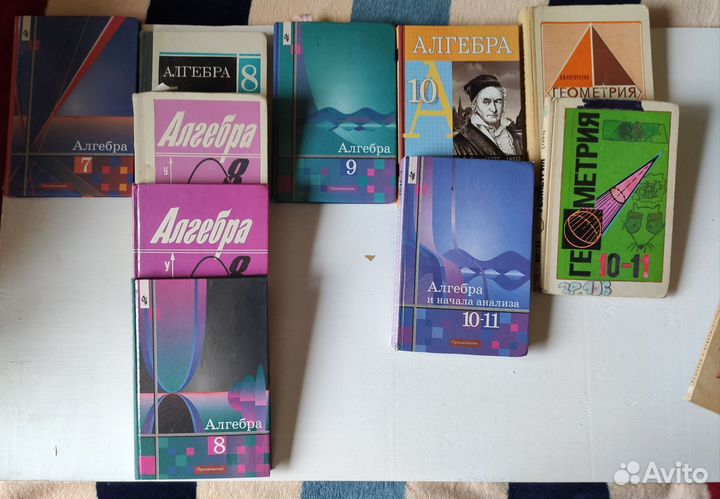 Алгебра
7
Просвещение
АЛГЕБРА 8
Алгебра
у
8
Алгебра
у
8
Алгебра
8
Просвещение
Алгебра
9
Просвещение
АЛГЕБРА
10
А
Алгебра
и начала анализа
10-11
Просвещение
ГЕОМЕТРИЯ
ГЕОМЕТРИЯ
10-11
Avito